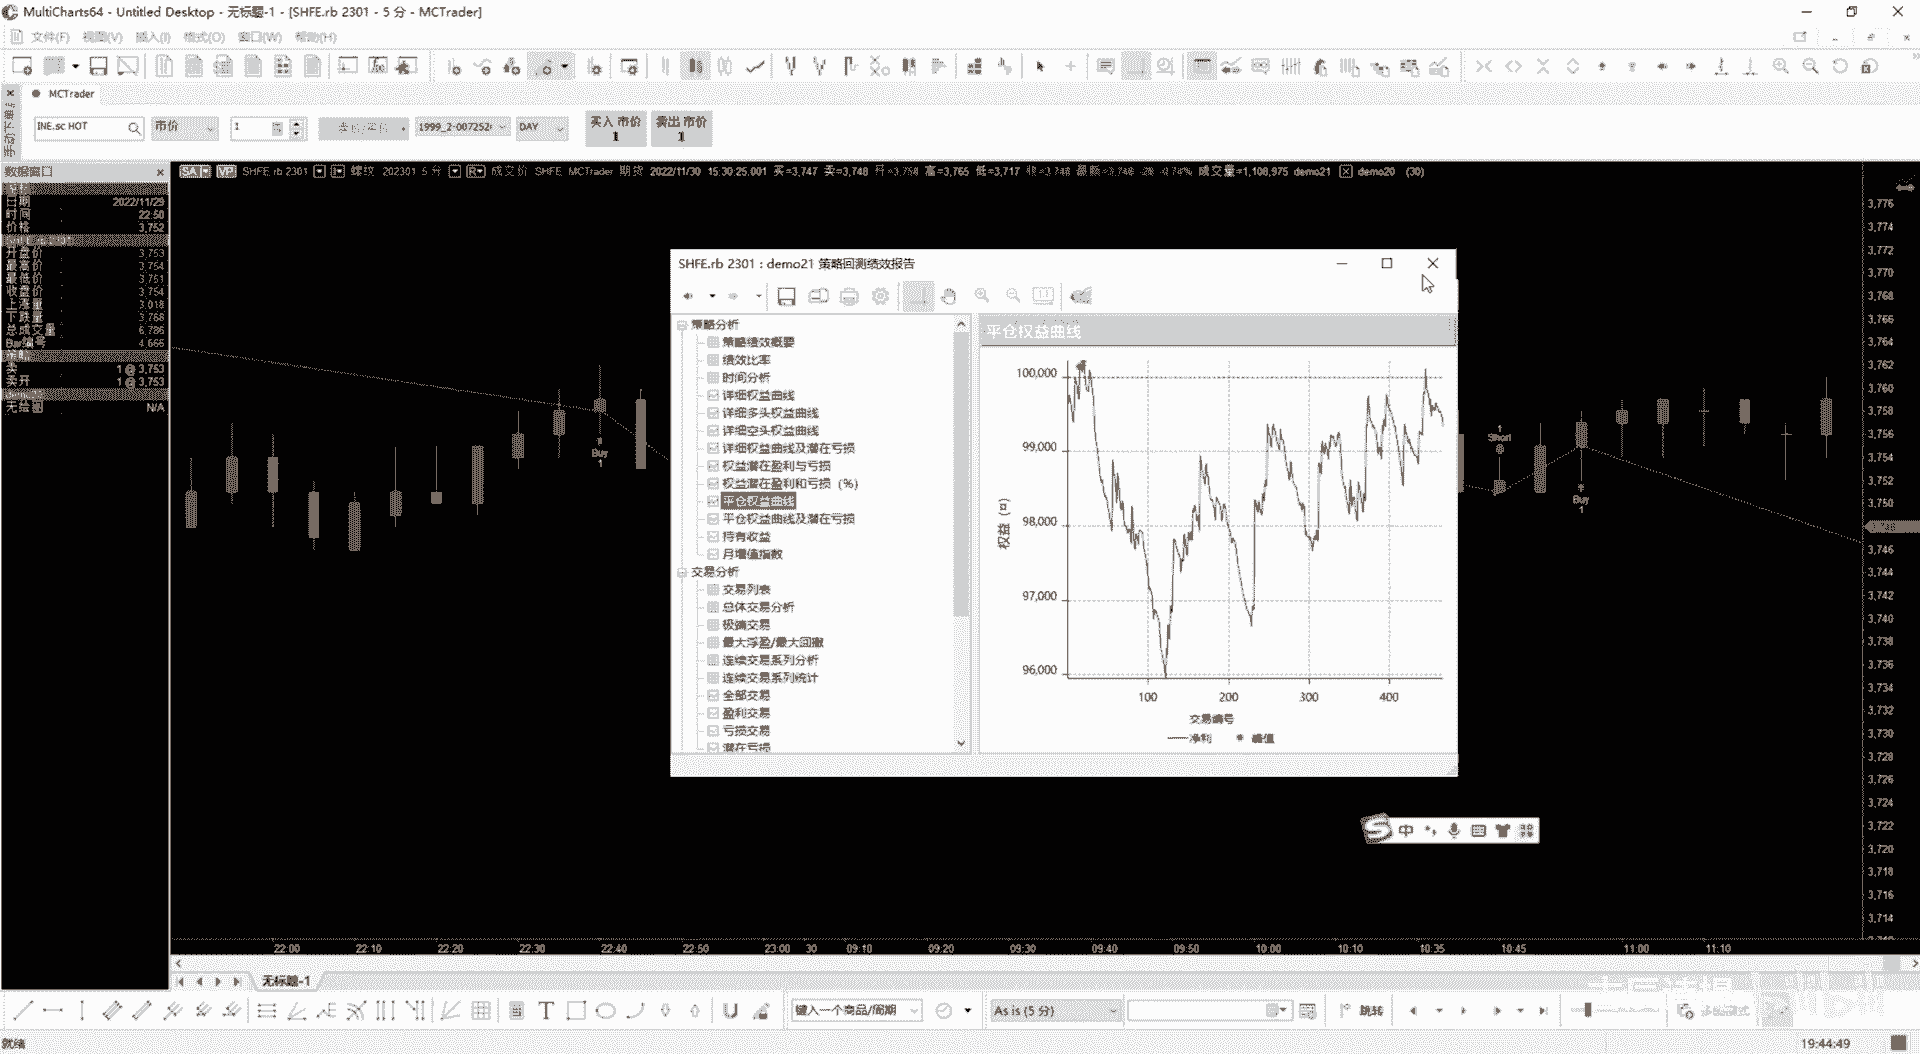 MultiCharts64 - Untitled Desktop - 无标题-1 - [SHFE.rb 2301 - 5 分 - MCTrader]
文件(F) 视图(V) 插入(I) 格式(O) 窗口(W) 帮助(H)
MCTrader
INE.sc HOT 市价 1 DAY
买入 市价 1 卖出 市价 1
数据窗口
SA VP SHFE rb 2301 螺纹 202301 5 分 成交价 SHFE MCTrader 期货 2022/11/30 15:30:25.001 买=3,747 卖=3,748 高=3,765 低=3,717 成交量=1,108,975 demo21 demo20 (30)
日期 2022/11/29
时间 22:50
价格 3,752
开盘价 3,753
最高价 3,754
最低价 3,751
收盘价 3,754
上涨量 3,018
下跌量 3,768
总成交量 6,786
Bar编号 4,666
卖 1 @ 3,753
卖开 1 @ 3,753
无绘图 N/A
Buy
1
1
Short
Buy
1
SHFE.rb 2301 : demo21 策略回测绩效报告
策略分析
策略绩效概要
绩效比率
时间分析
详细权益曲线
详细多头权益曲线
详细空头权益曲线
详细权益曲线及潜在亏损
权益潜在盈利与亏损
权益潜在盈利和亏损 (%)
平仓权益曲线
平仓权益曲线及潜在亏损
持有收益
月增值指数
交易分析
交易列表
总体交易分析
极端交易
最大浮盈/最大回撤
连续交易系列分析
连续交易系列统计
全部交易
盈利交易
亏损交易
潜在亏损
平仓权益曲线
100,000
99,000
98,000
97,000
96,000
权益 (¤)
100 200 300 400
交易编号
净利 峰值
3,776
3,774
3,772
3,770
3,768
3,766
3,764
3,762
3,760
3,758
3,756
3,754
3,752
3,750
3,746
3,744
3,742
3,740
3,738
3,736
3,734
3,732
3,730
3,728
3,726
3,724
3,722
3,720
3,718
3,716
3,714
中
22:00 22:10 22:20 22:30 22:40 22:50 23:00 30 09:10 09:20 09:30 09:40 09:50 10:00 10:10 10:35 10:45 11:00 11:10
无标题-1
键入一个商品/周期 As is (5 分) 跳转
就绪 19:44:49